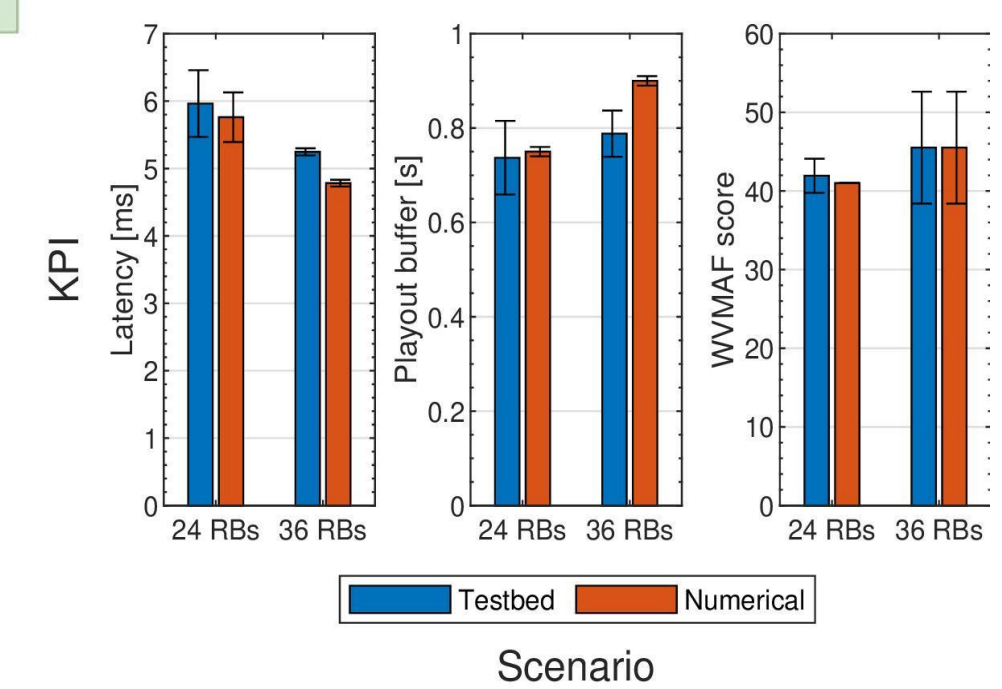 KPI
Latency [ms]
7
6
5
4
3
2
1
0
24 RBs 36 RBs
Playout buffer [s]
1
0.8
0.6
0.4
0.2
0
24 RBs 36 RBs
WVMAF score
60
50
40
30
20
10
0
24 RBs 36 RBs
Testbed Numerical
Scenario